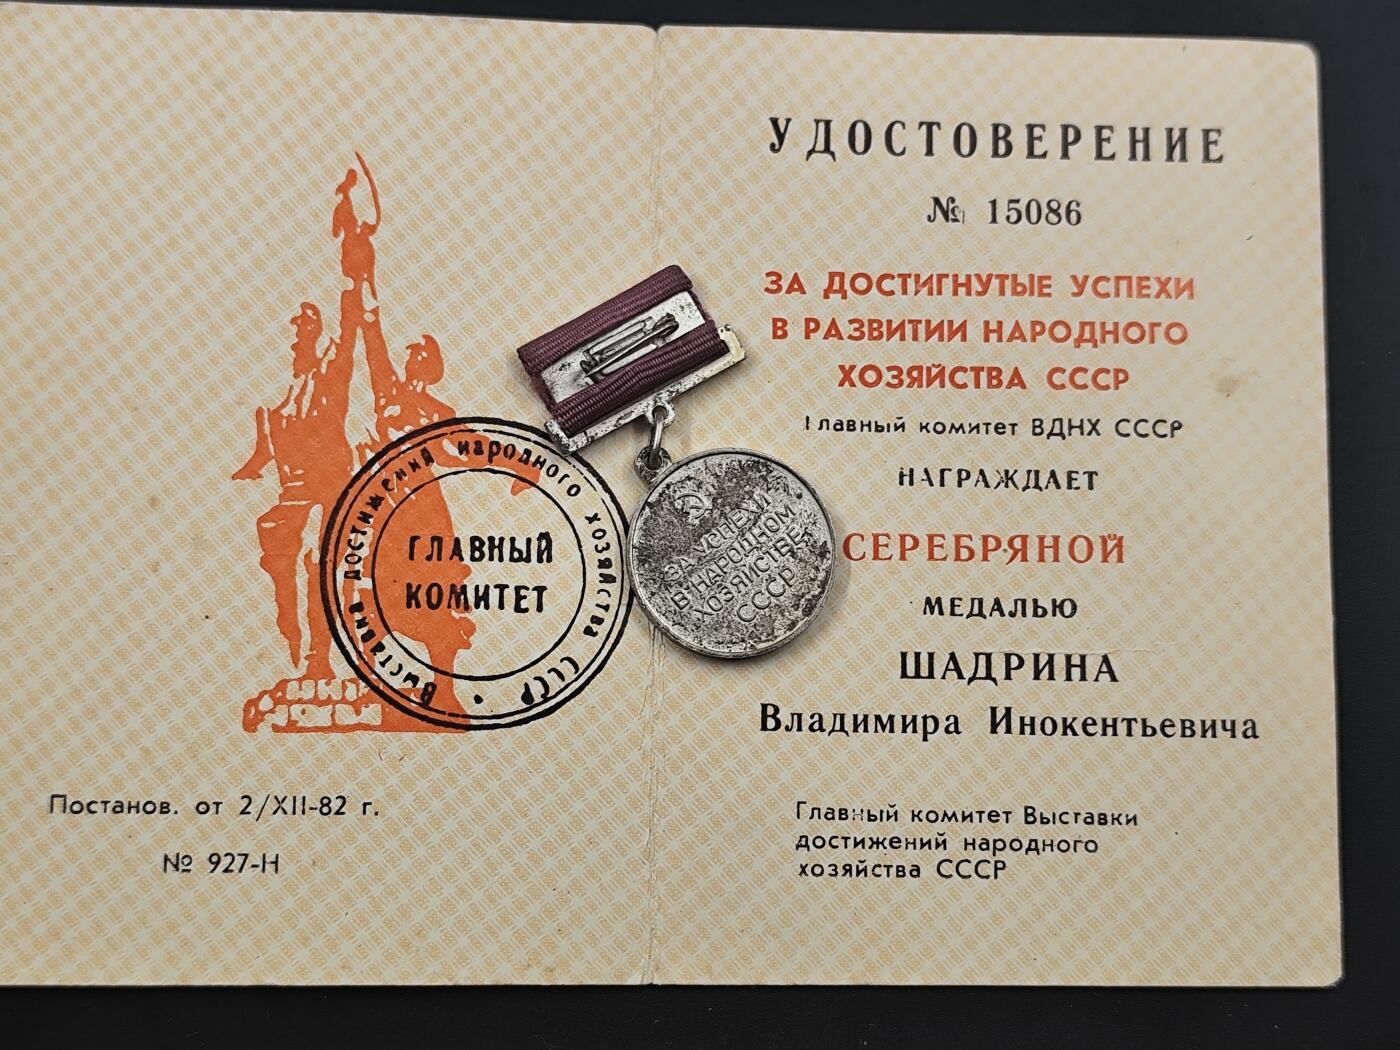 УДОСТОВЕРЕНИЕ
№ 15086
ЗА ДОСТИГНУТЫЕ УСПЕХИ
В РАЗВИТИИ НАРОДНОГО
ХОЗЯЙСТВА СССР
Главный комитет ВДНХ СССР
НАГРАЖДАЕТ
СЕРЕБРЯНОЙ
МЕДАЛЬЮ
ШАДРИНА
Владимира Инокентьевича
Главный комитет Выставки
достижений народного
хозяйства СССР
Выставка достижений народного хозяйства СССР
ГЛАВНЫЙ
КОМИТЕТ
Постанов. от 2/XII-82 г.
№ 927-Н
ЗА УСПЕХИ
В НАРОДНОМ
ХОЗЯЙСТВЕ
СССР